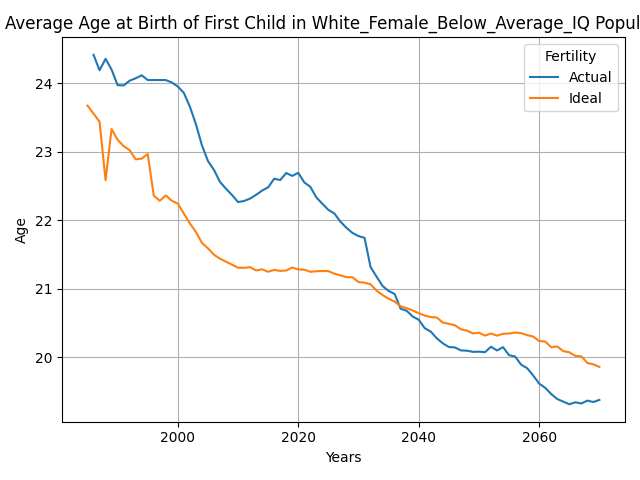 Average Age at Birth of First Child in White_Female_Below_Average_IQ Popul
Fertility
Actual
Ideal
24
23
22
21
20
Age
2000 2020 2040 2060
Years